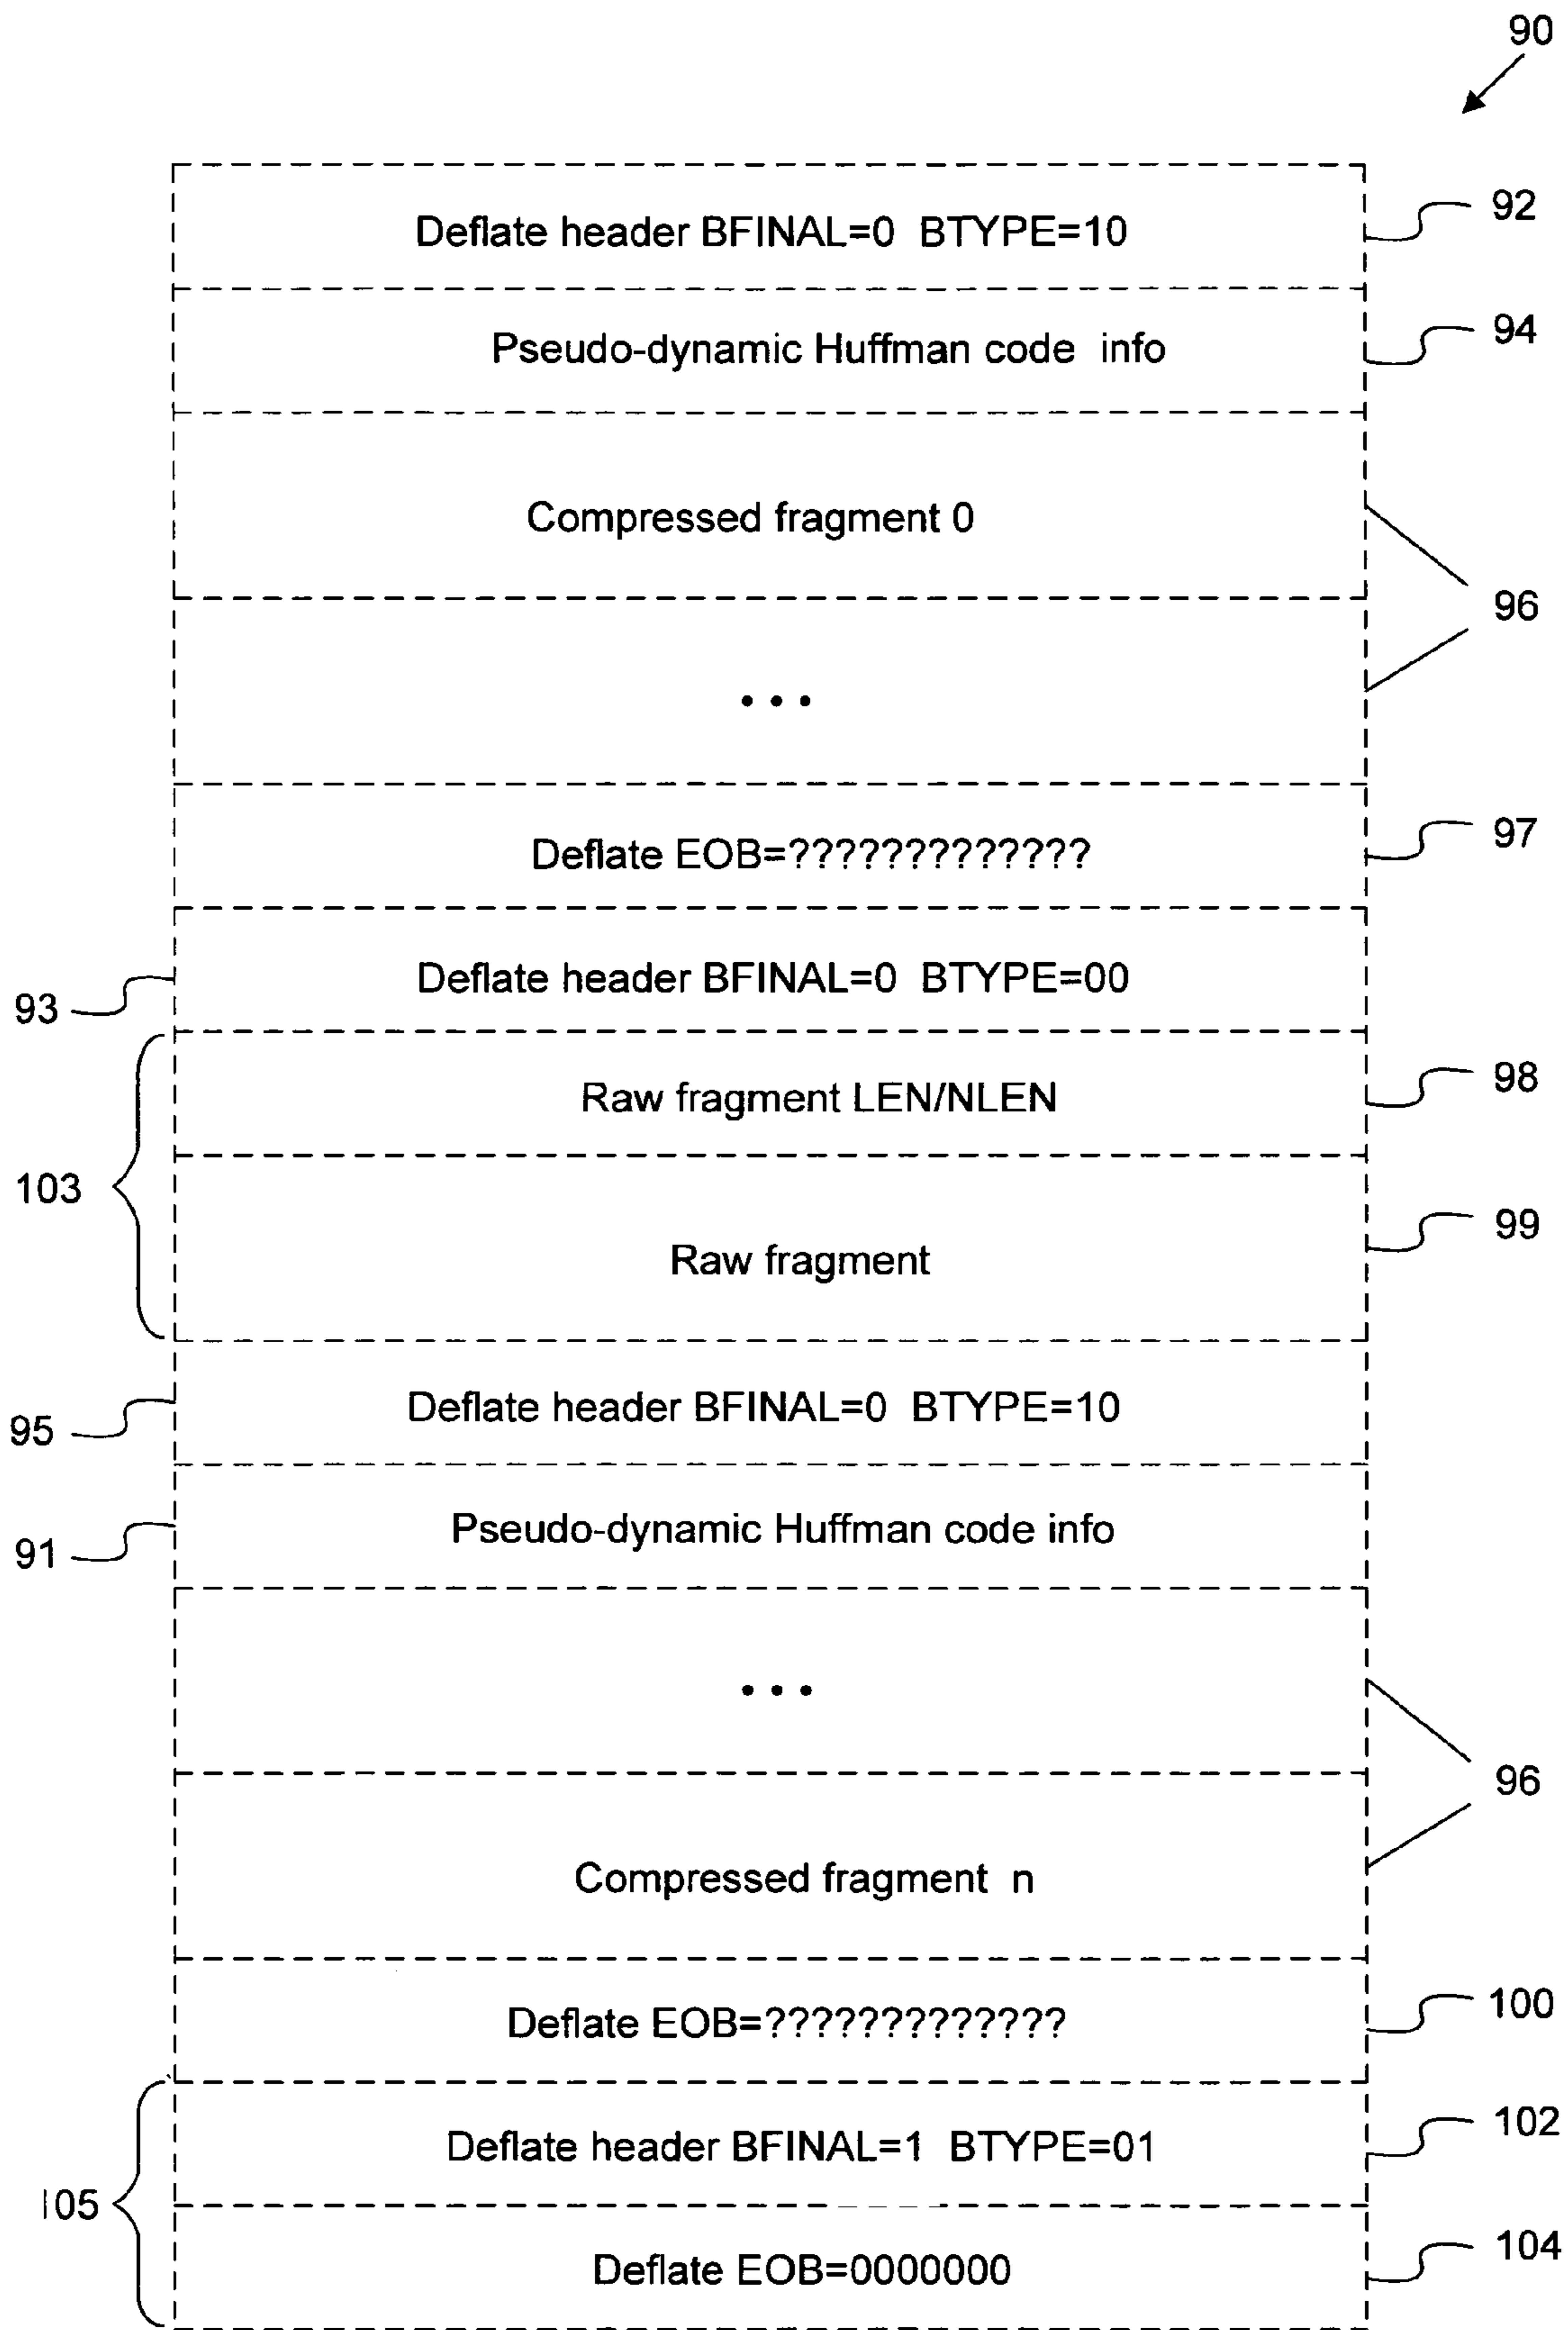 90
Deflate header BFINAL=0 BTYPE=10
92
Pseudo-dynamic Huffman code info
94
Compressed fragment 0
96
• • •
Deflate EOB=?????????????
97
Deflate header BFINAL=0 BTYPE=00
93
Raw fragment LEN/NLEN
98
103
Raw fragment
99
Deflate header BFINAL=0 BTYPE=10
95
Pseudo-dynamic Huffman code info
91
• • •
96
Compressed fragment n
Deflate EOB=?????????????
100
Deflate header BFINAL=1 BTYPE=01
102
105
Deflate EOB=0000000
104